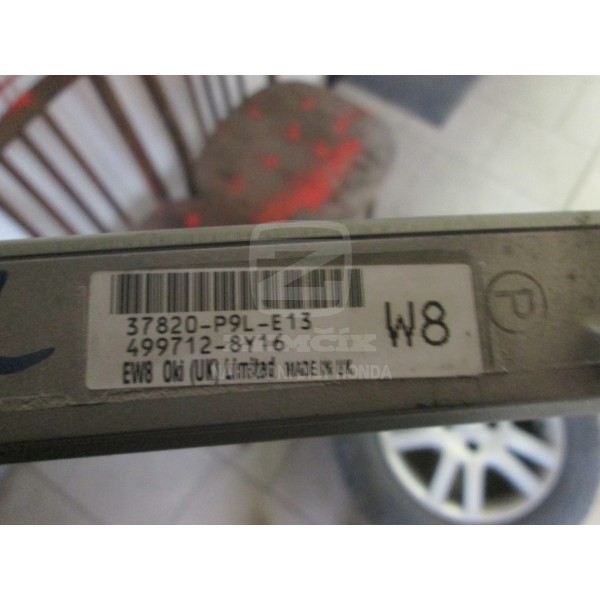 37820-P9L-E13
499712-8Y16
W8
EW8 Oki (UK) Limited MADE IN UK
P